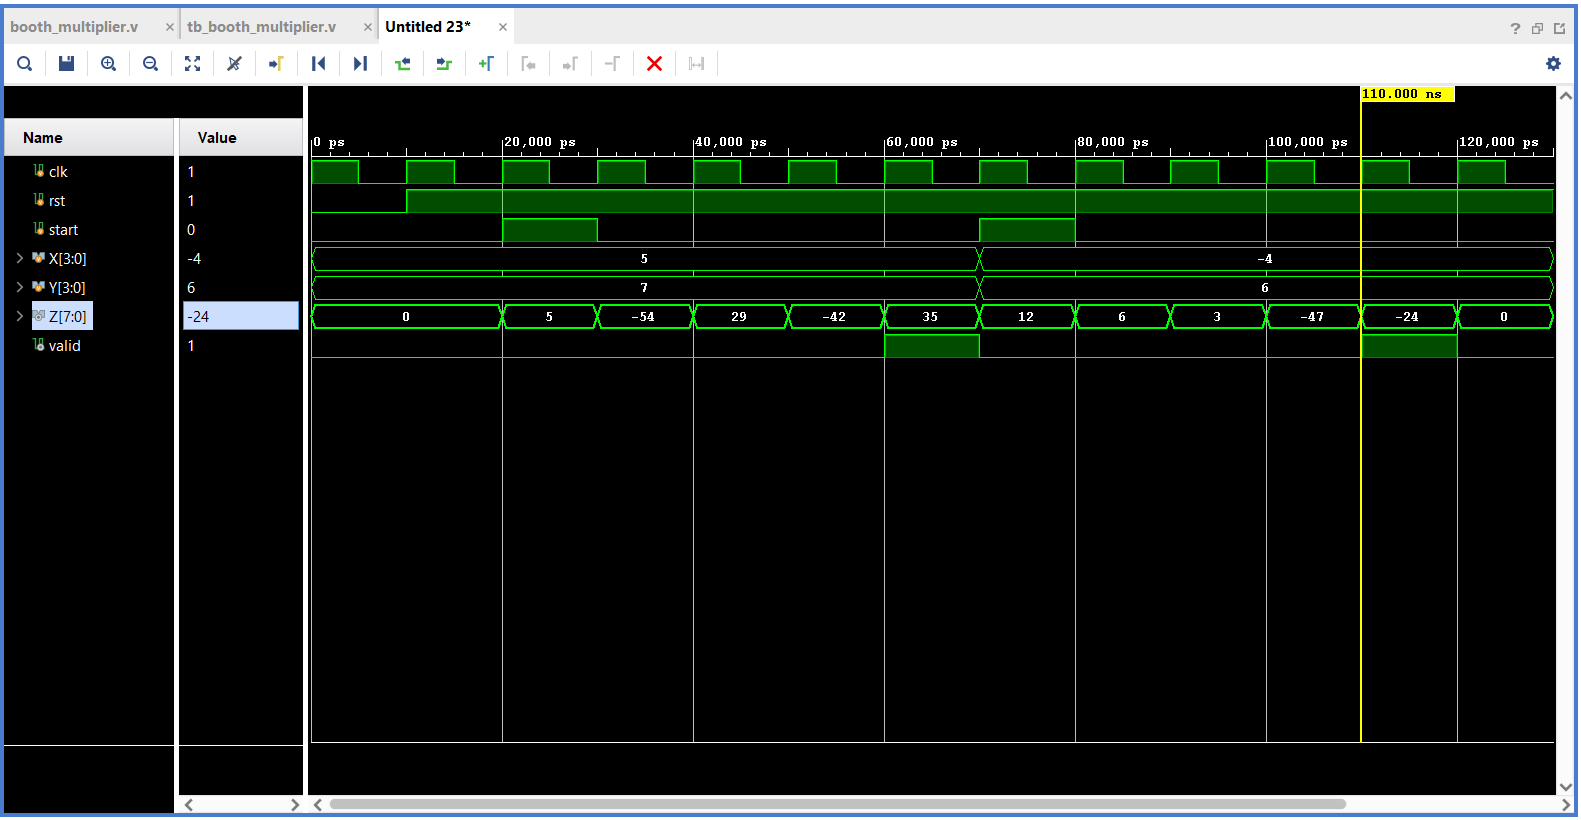 booth_multiplier.v × tb_booth_multiplier.v × Untitled 23* × ?
110.000 ns
Name Value
0 ps 20,000 ps 40,000 ps 60,000 ps 80,000 ps 100,000 ps 120,000 ps
clk 1
rst 1
start 0
X[3:0] -4 5 -4
Y[3:0] 6 7 6
Z[7:0] -24 0 5 -54 29 -42 35 12 6 3 -47 -24 0
valid 1